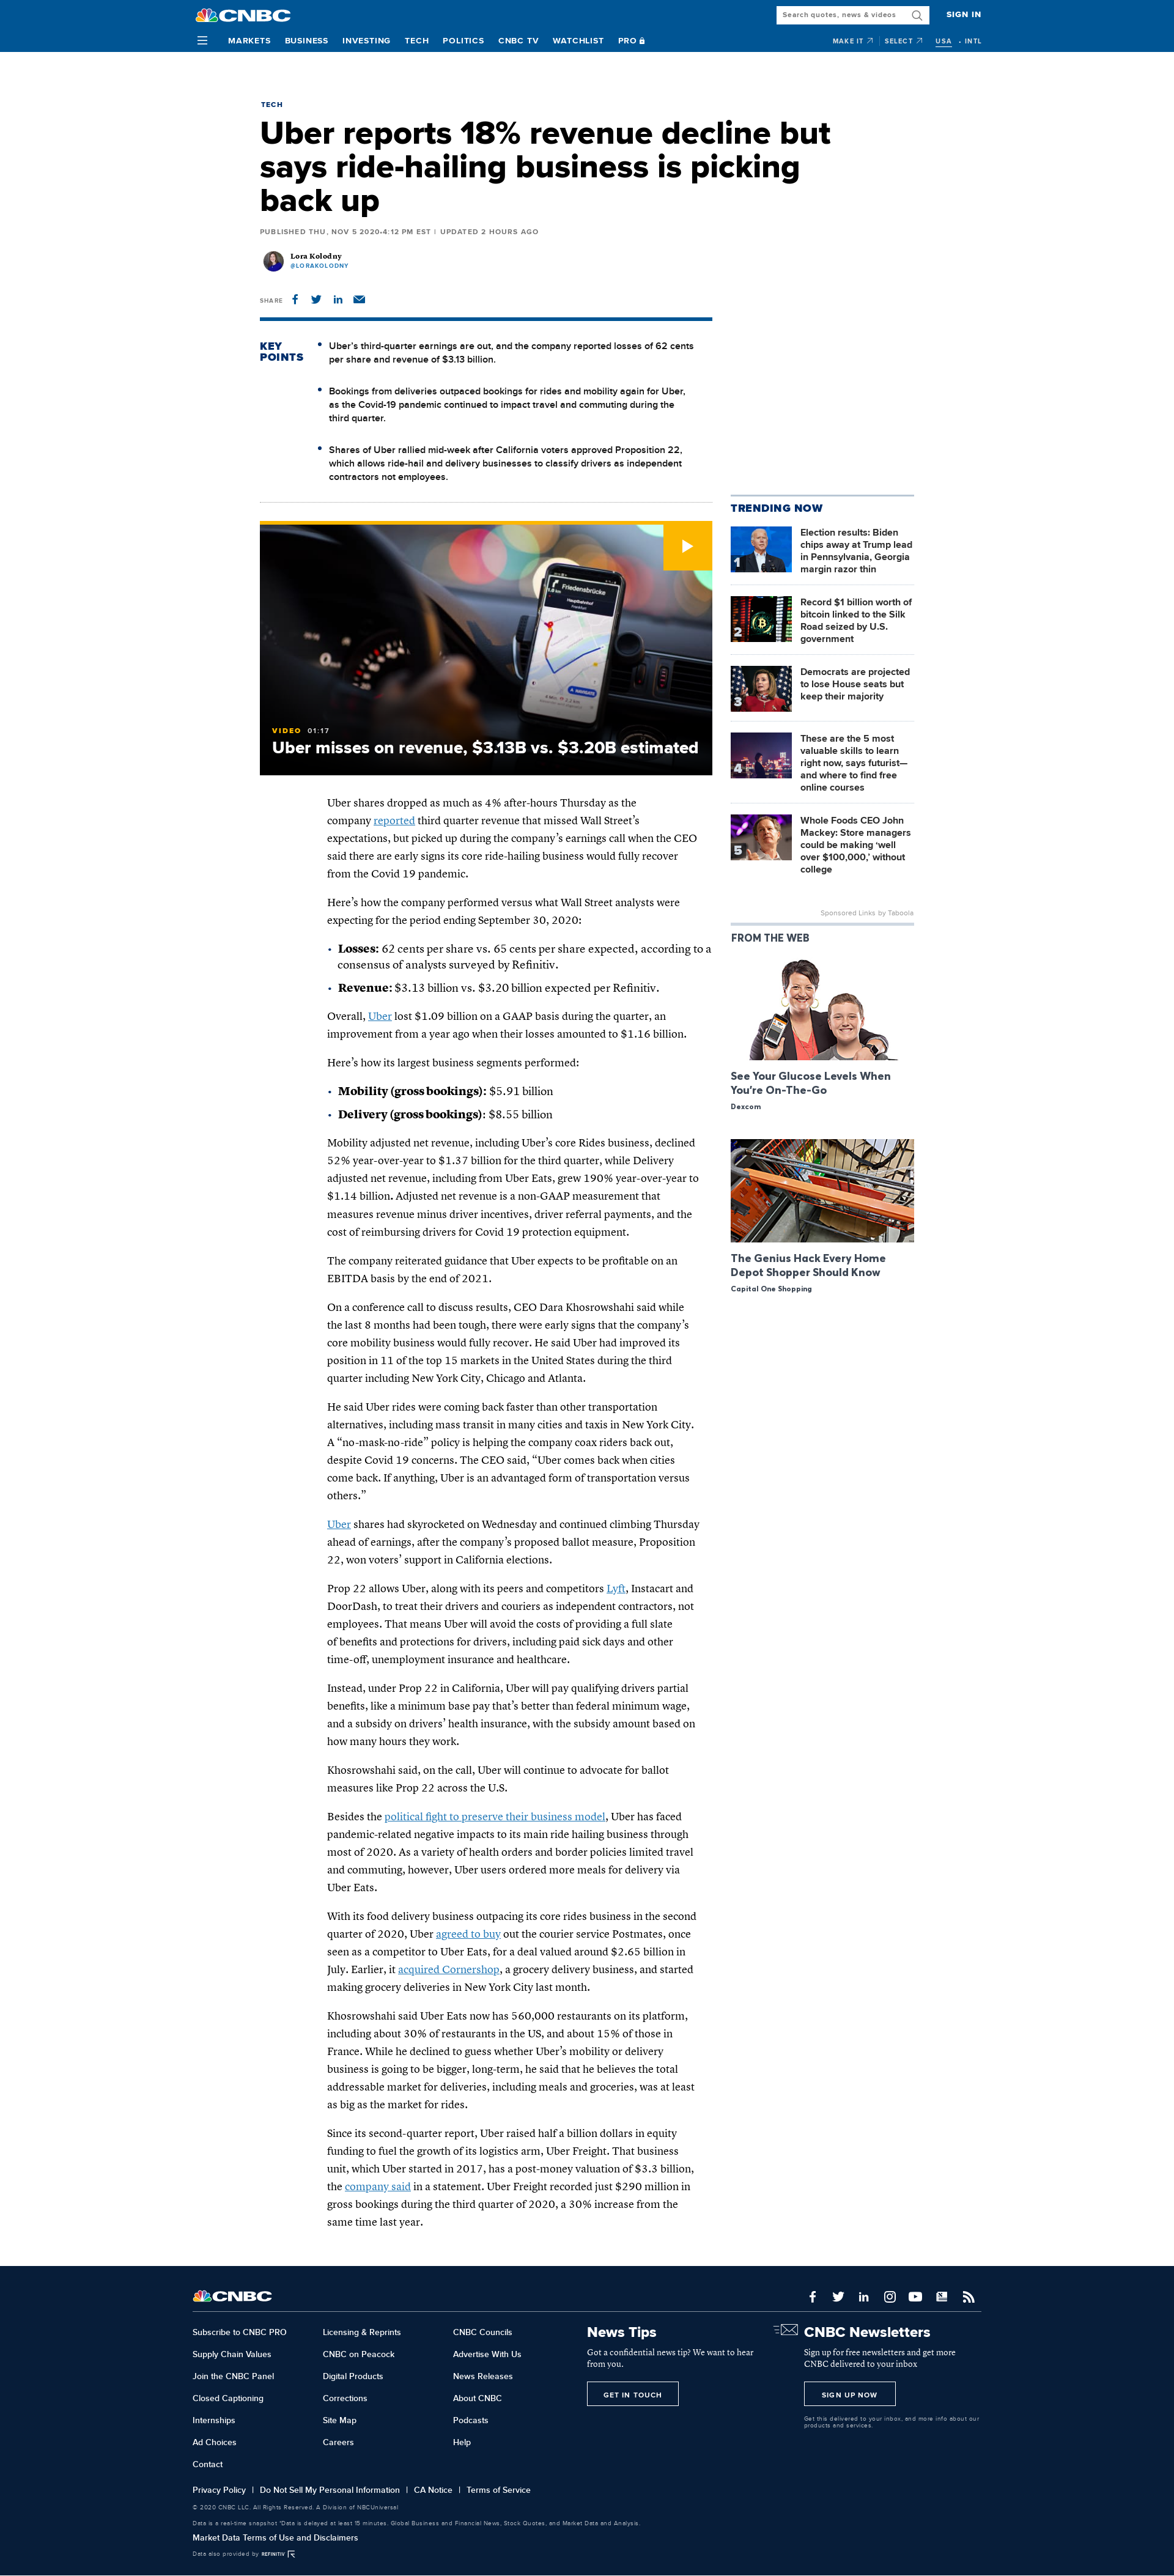 CNBC
Search quotes, news & videos
SIGN IN
MARKETS BUSINESS INVESTING TECH POLITICS CNBC TV WATCHLIST PRO
MAKE IT SELECT USA • INTL
TECH
Uber reports 18% revenue decline but
says ride-hailing business is picking
back up
PUBLISHED THU, NOV 5 2020•4:12 PM EST | UPDATED 2 HOURS AGO
Lora Kolodny
@LORAKOLODNY
SHARE
KEY
POINTS
Uber's third-quarter earnings are out, and the company reported losses of 62 cents
per share and revenue of $3.13 billion.
Bookings from deliveries outpaced bookings for rides and mobility again for Uber,
as the Covid-19 pandemic continued to impact travel and commuting during the
third quarter.
Shares of Uber rallied mid-week after California voters approved Proposition 22,
which allows ride-hail and delivery businesses to classify drivers as independent
contractors not employees.
Friedensbrücke
Hauptbahnhof
Frankfurt
NAVIGATE
VIDEO 01:17
Uber misses on revenue, $3.13B vs. $3.20B estimated
Uber shares dropped as much as 4% after-hours Thursday as the
company reported third quarter revenue that missed Wall Street’s
expectations, but picked up during the company’s earnings call when the CEO
said there are early signs its core ride-hailing business would fully recover
from the Covid 19 pandemic.
Here’s how the company performed versus what Wall Street analysts were
expecting for the period ending September 30, 2020:
• Losses: 62 cents per share vs. 65 cents per share expected, according to a
consensus of analysts surveyed by Refinitiv.
• Revenue: $3.13 billion vs. $3.20 billion expected per Refinitiv.
Overall, Uber lost $1.09 billion on a GAAP basis during the quarter, an
improvement from a year ago when their losses amounted to $1.16 billion.
Here’s how its largest business segments performed:
• Mobility (gross bookings): $5.91 billion
• Delivery (gross bookings): $8.55 billion
Mobility adjusted net revenue, including Uber’s core Rides business, declined
52% year-over-year to $1.37 billion for the third quarter, while Delivery
adjusted net revenue, including from Uber Eats, grew 190% year-over-year to
$1.14 billion. Adjusted net revenue is a non-GAAP measurement that
measures revenue minus driver incentives, driver referral payments, and the
cost of reimbursing drivers for Covid 19 protection equipment.
The company reiterated guidance that Uber expects to be profitable on an
EBITDA basis by the end of 2021.
On a conference call to discuss results, CEO Dara Khosrowshahi said while
the last 8 months had been tough, there were early signs that the company’s
core mobility business would fully recover. He said Uber had improved its
position in 11 of the top 15 markets in the United States during the third
quarter including New York City, Chicago and Atlanta.
He said Uber rides were coming back faster than other transportation
alternatives, including mass transit in many cities and taxis in New York City.
A “no-mask-no-ride” policy is helping the company coax riders back out,
despite Covid 19 concerns. The CEO said, “Uber comes back when cities
come back. If anything, Uber is an advantaged form of transportation versus
others.”
Uber shares had skyrocketed on Wednesday and continued climbing Thursday
ahead of earnings, after the company’s proposed ballot measure, Proposition
22, won voters’ support in California elections.
Prop 22 allows Uber, along with its peers and competitors Lyft, Instacart and
DoorDash, to treat their drivers and couriers as independent contractors, not
employees. That means Uber will avoid the costs of providing a full slate
of benefits and protections for drivers, including paid sick days and other
time-off, unemployment insurance and healthcare.
Instead, under Prop 22 in California, Uber will pay qualifying drivers partial
benefits, like a minimum base pay that’s better than federal minimum wage,
and a subsidy on drivers’ health insurance, with the subsidy amount based on
how many hours they work.
Khosrowshahi said, on the call, Uber will continue to advocate for ballot
measures like Prop 22 across the U.S.
Besides the political fight to preserve their business model, Uber has faced
pandemic-related negative impacts to its main ride hailing business through
most of 2020. As a variety of health orders and border policies limited travel
and commuting, however, Uber users ordered more meals for delivery via
Uber Eats.
With its food delivery business outpacing its core rides business in the second
quarter of 2020, Uber agreed to buy out the courier service Postmates, once
seen as a competitor to Uber Eats, for a deal valued around $2.65 billion in
July. Earlier, it acquired Cornershop, a grocery delivery business, and started
making grocery deliveries in New York City last month.
Khosrowshahi said Uber Eats now has 560,000 restaurants on its platform,
including about 30% of restaurants in the US, and about 15% of those in
France. While he declined to guess whether Uber’s mobility or delivery
business is going to be bigger, long-term, he said that he believes the total
addressable market for deliveries, including meals and groceries, was at least
as big as the market for rides.
Since its second-quarter report, Uber raised half a billion dollars in equity
funding to fuel the growth of its logistics arm, Uber Freight. That business
unit, which Uber started in 2017, has a post-money valuation of $3.3 billion,
the company said in a statement. Uber Freight recorded just $290 million in
gross bookings during the third quarter of 2020, a 30% increase from the
same time last year.
TRENDING NOW
1
Election results: Biden
chips away at Trump lead
in Pennsylvania, Georgia
margin razor thin
2
Record $1 billion worth of
bitcoin linked to the Silk
Road seized by U.S.
government
3
Democrats are projected
to lose House seats but
keep their majority
4
These are the 5 most
valuable skills to learn
right now, says futurist—
and where to find free
online courses
5
Whole Foods CEO John
Mackey: Store managers
could be making ‘well
over $100,000,’ without
college
Sponsored Links by Taboola
FROM THE WEB
See Your Glucose Levels When
You're On-The-Go
Dexcom
The Genius Hack Every Home
Depot Shopper Should Know
Capital One Shopping
CNBC
Subscribe to CNBC PRO
Supply Chain Values
Join the CNBC Panel
Closed Captioning
Internships
Ad Choices
Contact
Licensing & Reprints
CNBC on Peacock
Digital Products
Corrections
Site Map
Careers
CNBC Councils
Advertise With Us
News Releases
About CNBC
Podcasts
Help
News Tips
Got a confidential news tip? We want to hear
from you.
GET IN TOUCH
CNBC Newsletters
Sign up for free newsletters and get more
CNBC delivered to your inbox
SIGN UP NOW
Get this delivered to your inbox, and more info about our
products and services.
Privacy Policy | Do Not Sell My Personal Information | CA Notice | Terms of Service
© 2020 CNBC LLC. All Rights Reserved. A Division of NBCUniversal
Data is a real-time snapshot *Data is delayed at least 15 minutes. Global Business and Financial News, Stock Quotes, and Market Data and Analysis.
Market Data Terms of Use and Disclaimers
Data also provided by REFINITIV